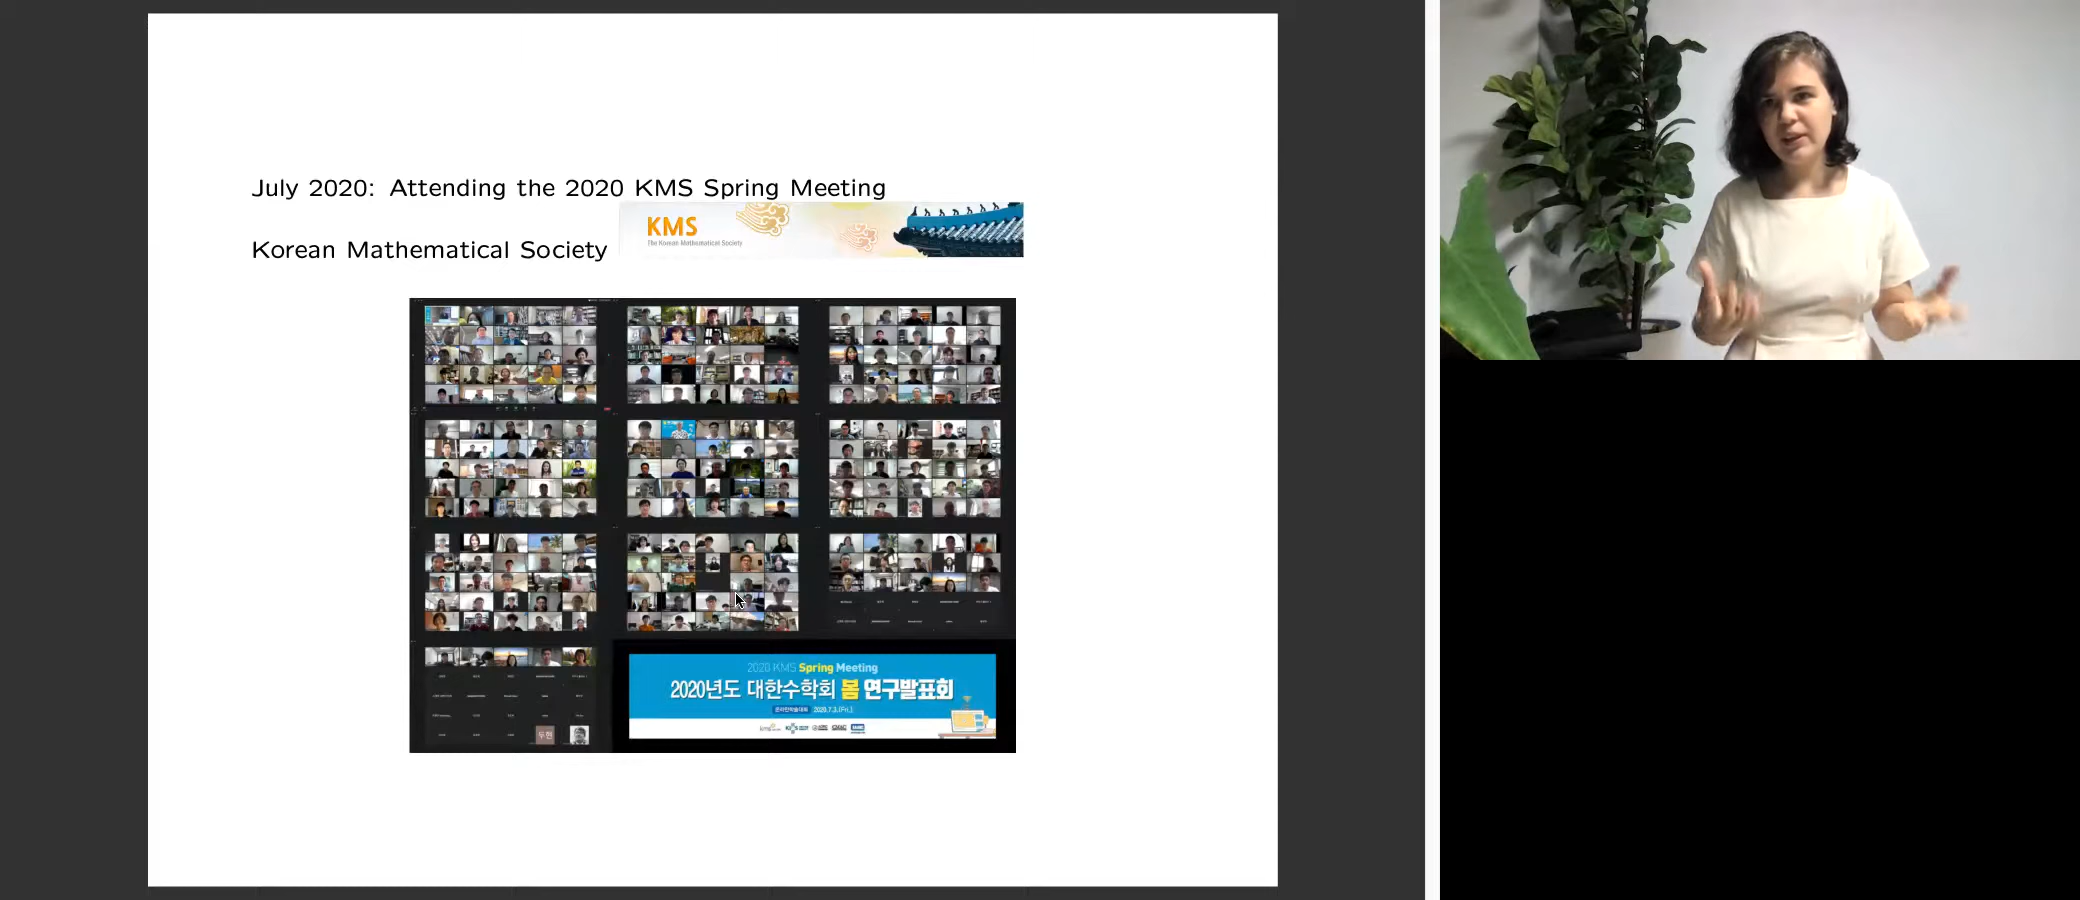 July 2020: Attending the 2020 KMS Spring Meeting
KMS
The Korean Mathematical Society
Korean Mathematical Society
2020 KMS Spring Meeting
2020년도 대한수학회 봄 연구발표회
온라인학술대회 2020.7.3.(Fri.)
두현